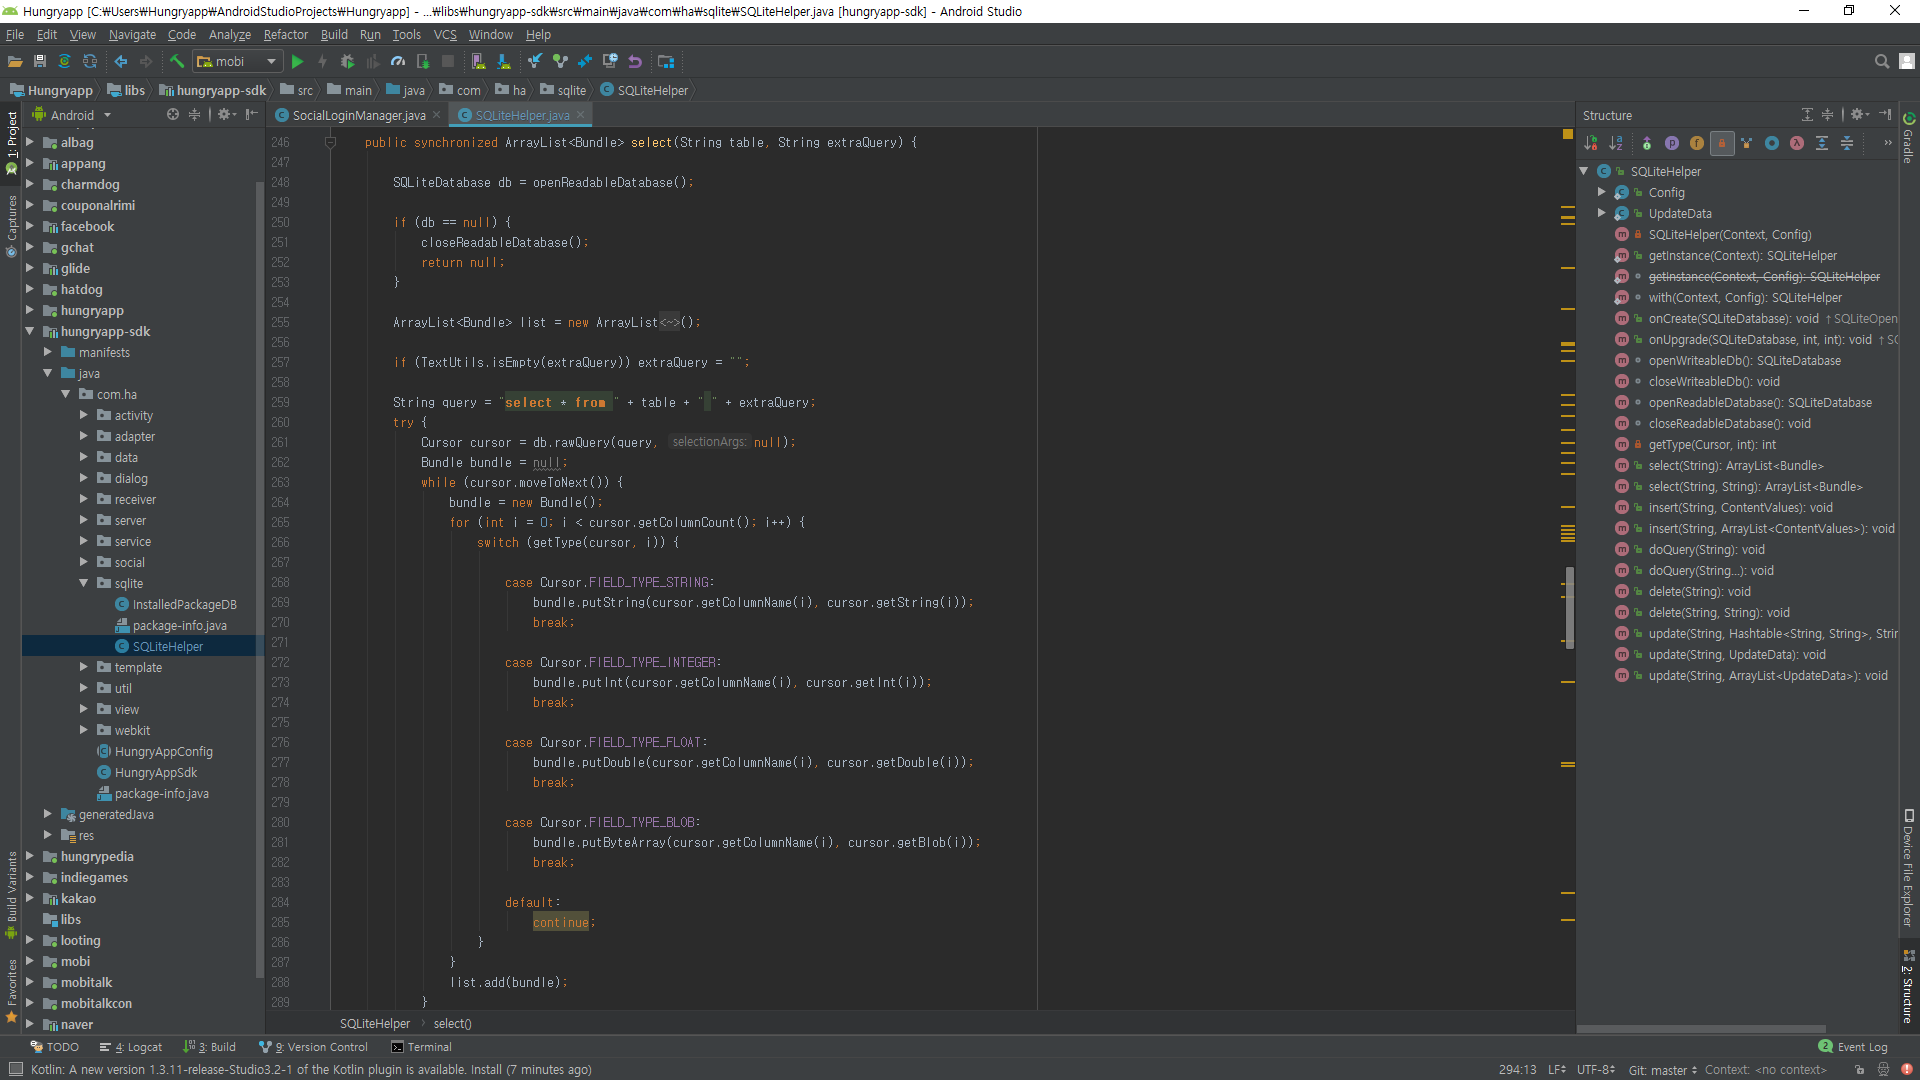 Hungryapp [C:₩Users₩Hungryapp₩AndroidStudioProjects₩Hungryapp] - ...₩libs₩hungryapp-sdk₩src₩main₩java₩com₩ha₩sqlite₩SQLiteHelper.java [hungryapp-sdk] - Android Studio
File Edit View Navigate Code Analyze Refactor Build Run Tools VCS Window Help
mobi
Hungryapp libs hungryapp-sdk src main java com ha sqlite SQLiteHelper
1: Project
Captures
Build Variants
Favorites
Android
albag
appang
charmdog
couponalrimi
facebook
gchat
glide
hatdog
hungryapp
hungryapp-sdk
manifests
java
com.ha
activity
adapter
data
dialog
receiver
server
service
social
sqlite
InstalledPackageDB
package-info.java
SQLiteHelper
template
util
view
webkit
HungryAppConfig
HungryAppSdk
package-info.java
generatedJava
res
hungrypedia
indiegames
kakao
libs
looting
mobi
mobitalk
mobitalkcon
naver
SocialLoginManager.java SQLiteHelper.java
246 public synchronized ArrayList<Bundle> select(String table, String extraQuery) {
247
248 SQLiteDatabase db = openReadableDatabase();
249
250 if (db == null) {
251 closeReadableDatabase();
252 return null;
253 }
254
255 ArrayList<Bundle> list = new ArrayList<~>();
256
257 if (TextUtils.isEmpty(extraQuery)) extraQuery = "";
258
259 String query = "select * from " + table + " " + extraQuery;
260 try {
261 Cursor cursor = db.rawQuery(query, selectionArgs: null);
262 Bundle bundle = null;
263 while (cursor.moveToNext()) {
264 bundle = new Bundle();
265 for (int i = 0; i < cursor.getColumnCount(); i++) {
266 switch (getType(cursor, i)) {
267
268 case Cursor.FIELD_TYPE_STRING:
269 bundle.putString(cursor.getColumnName(i), cursor.getString(i));
270 break;
271
272 case Cursor.FIELD_TYPE_INTEGER:
273 bundle.putInt(cursor.getColumnName(i), cursor.getInt(i));
274 break;
275
276 case Cursor.FIELD_TYPE_FLOAT:
277 bundle.putDouble(cursor.getColumnName(i), cursor.getDouble(i));
278 break;
279
280 case Cursor.FIELD_TYPE_BLOB:
281 bundle.putByteArray(cursor.getColumnName(i), cursor.getBlob(i));
282 break;
283
284 default:
285 continue;
286 }
287 }
288 list.add(bundle);
289 }
SQLiteHelper select()
Structure
SQLiteHelper
Config
UpdateData
SQLiteHelper(Context, Config)
getInstance(Context): SQLiteHelper
getInstance(Context, Config): SQLiteHelper
with(Context, Config): SQLiteHelper
onCreate(SQLiteDatabase): void ↑SQLiteOpen
onUpgrade(SQLiteDatabase, int, int): void ↑SC
openWriteableDb(): SQLiteDatabase
closeWriteableDb(): void
openReadableDatabase(): SQLiteDatabase
closeReadableDatabase(): void
getType(Cursor, int): int
select(String): ArrayList<Bundle>
select(String, String): ArrayList<Bundle>
insert(String, ContentValues): void
insert(String, ArrayList<ContentValues>): void
doQuery(String): void
doQuery(String...): void
delete(String): void
delete(String, String): void
update(String, Hashtable<String, String>, Strin
update(String, UpdateData): void
update(String, ArrayList<UpdateData>): void
Gradle
Device File Explorer
2: Structure
TODO 4: Logcat 3: Build 9: Version Control Terminal 2 Event Log
Kotlin: A new version 1.3.11-release-Studio3.2-1 of the Kotlin plugin is available. Install (7 minutes ago) 294:13 LF UTF-8 Git: master Context: <no context>